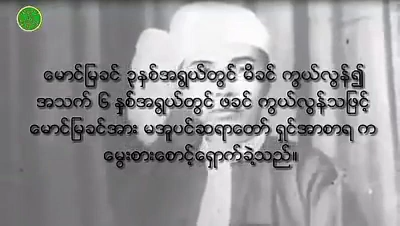 မောင်မြခင် ၃နှစ်အရွယ်တွင် မိခင် ကွယ်လွန်၍
အသက် ၆ နှစ်အရွယ်တွင် ဖခင် ကွယ်လွန်သဖြင့်
မောင်မြခင်အား မအူပင်ဆရာတော် ရှင်အာစာရ က
မွေးစားစောင့်ရှောက်ခဲ့သည်။